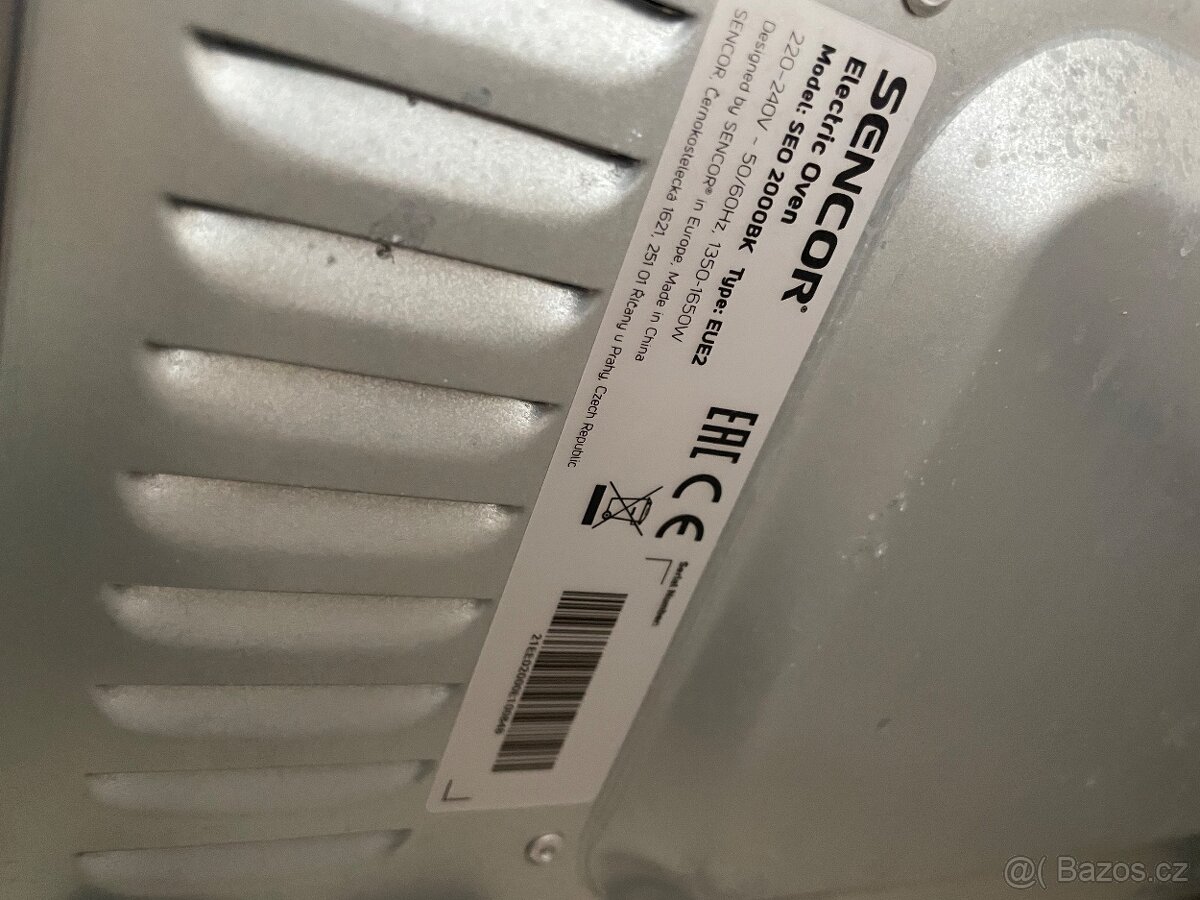 SENCOR®
Electric Oven
Model: SEO 2000BK Type: EUE2
220-240V ~ 50/60Hz, 1350-1650W
Designed by SENCOR® in Europe, Made in China
SENCOR, Černokostelecká 1621, 251 01 Říčany u Prahy, Czech Republic
EAC CE
Serial Number:
@( Bazos.cz